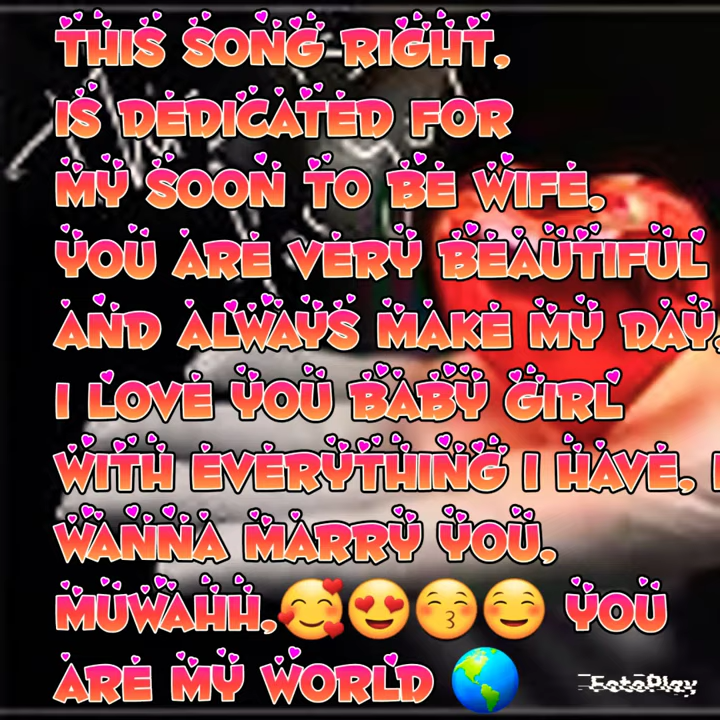 THIS SONG RIGHT,
IS DEDICATED FOR
MY SOON TO BE WIFE,
YOU ARE VERY BEAUTIFUL
AND ALWAYS MAKE MY DAY,
I LOVE YOU BABY GIRL
WITH EVERYTHING I HAVE, I
WANNA MARRY YOU,
MUWAHH,🥰😍😚☺️ YOU
ARE MY WORLD 🌎
FotoPlay